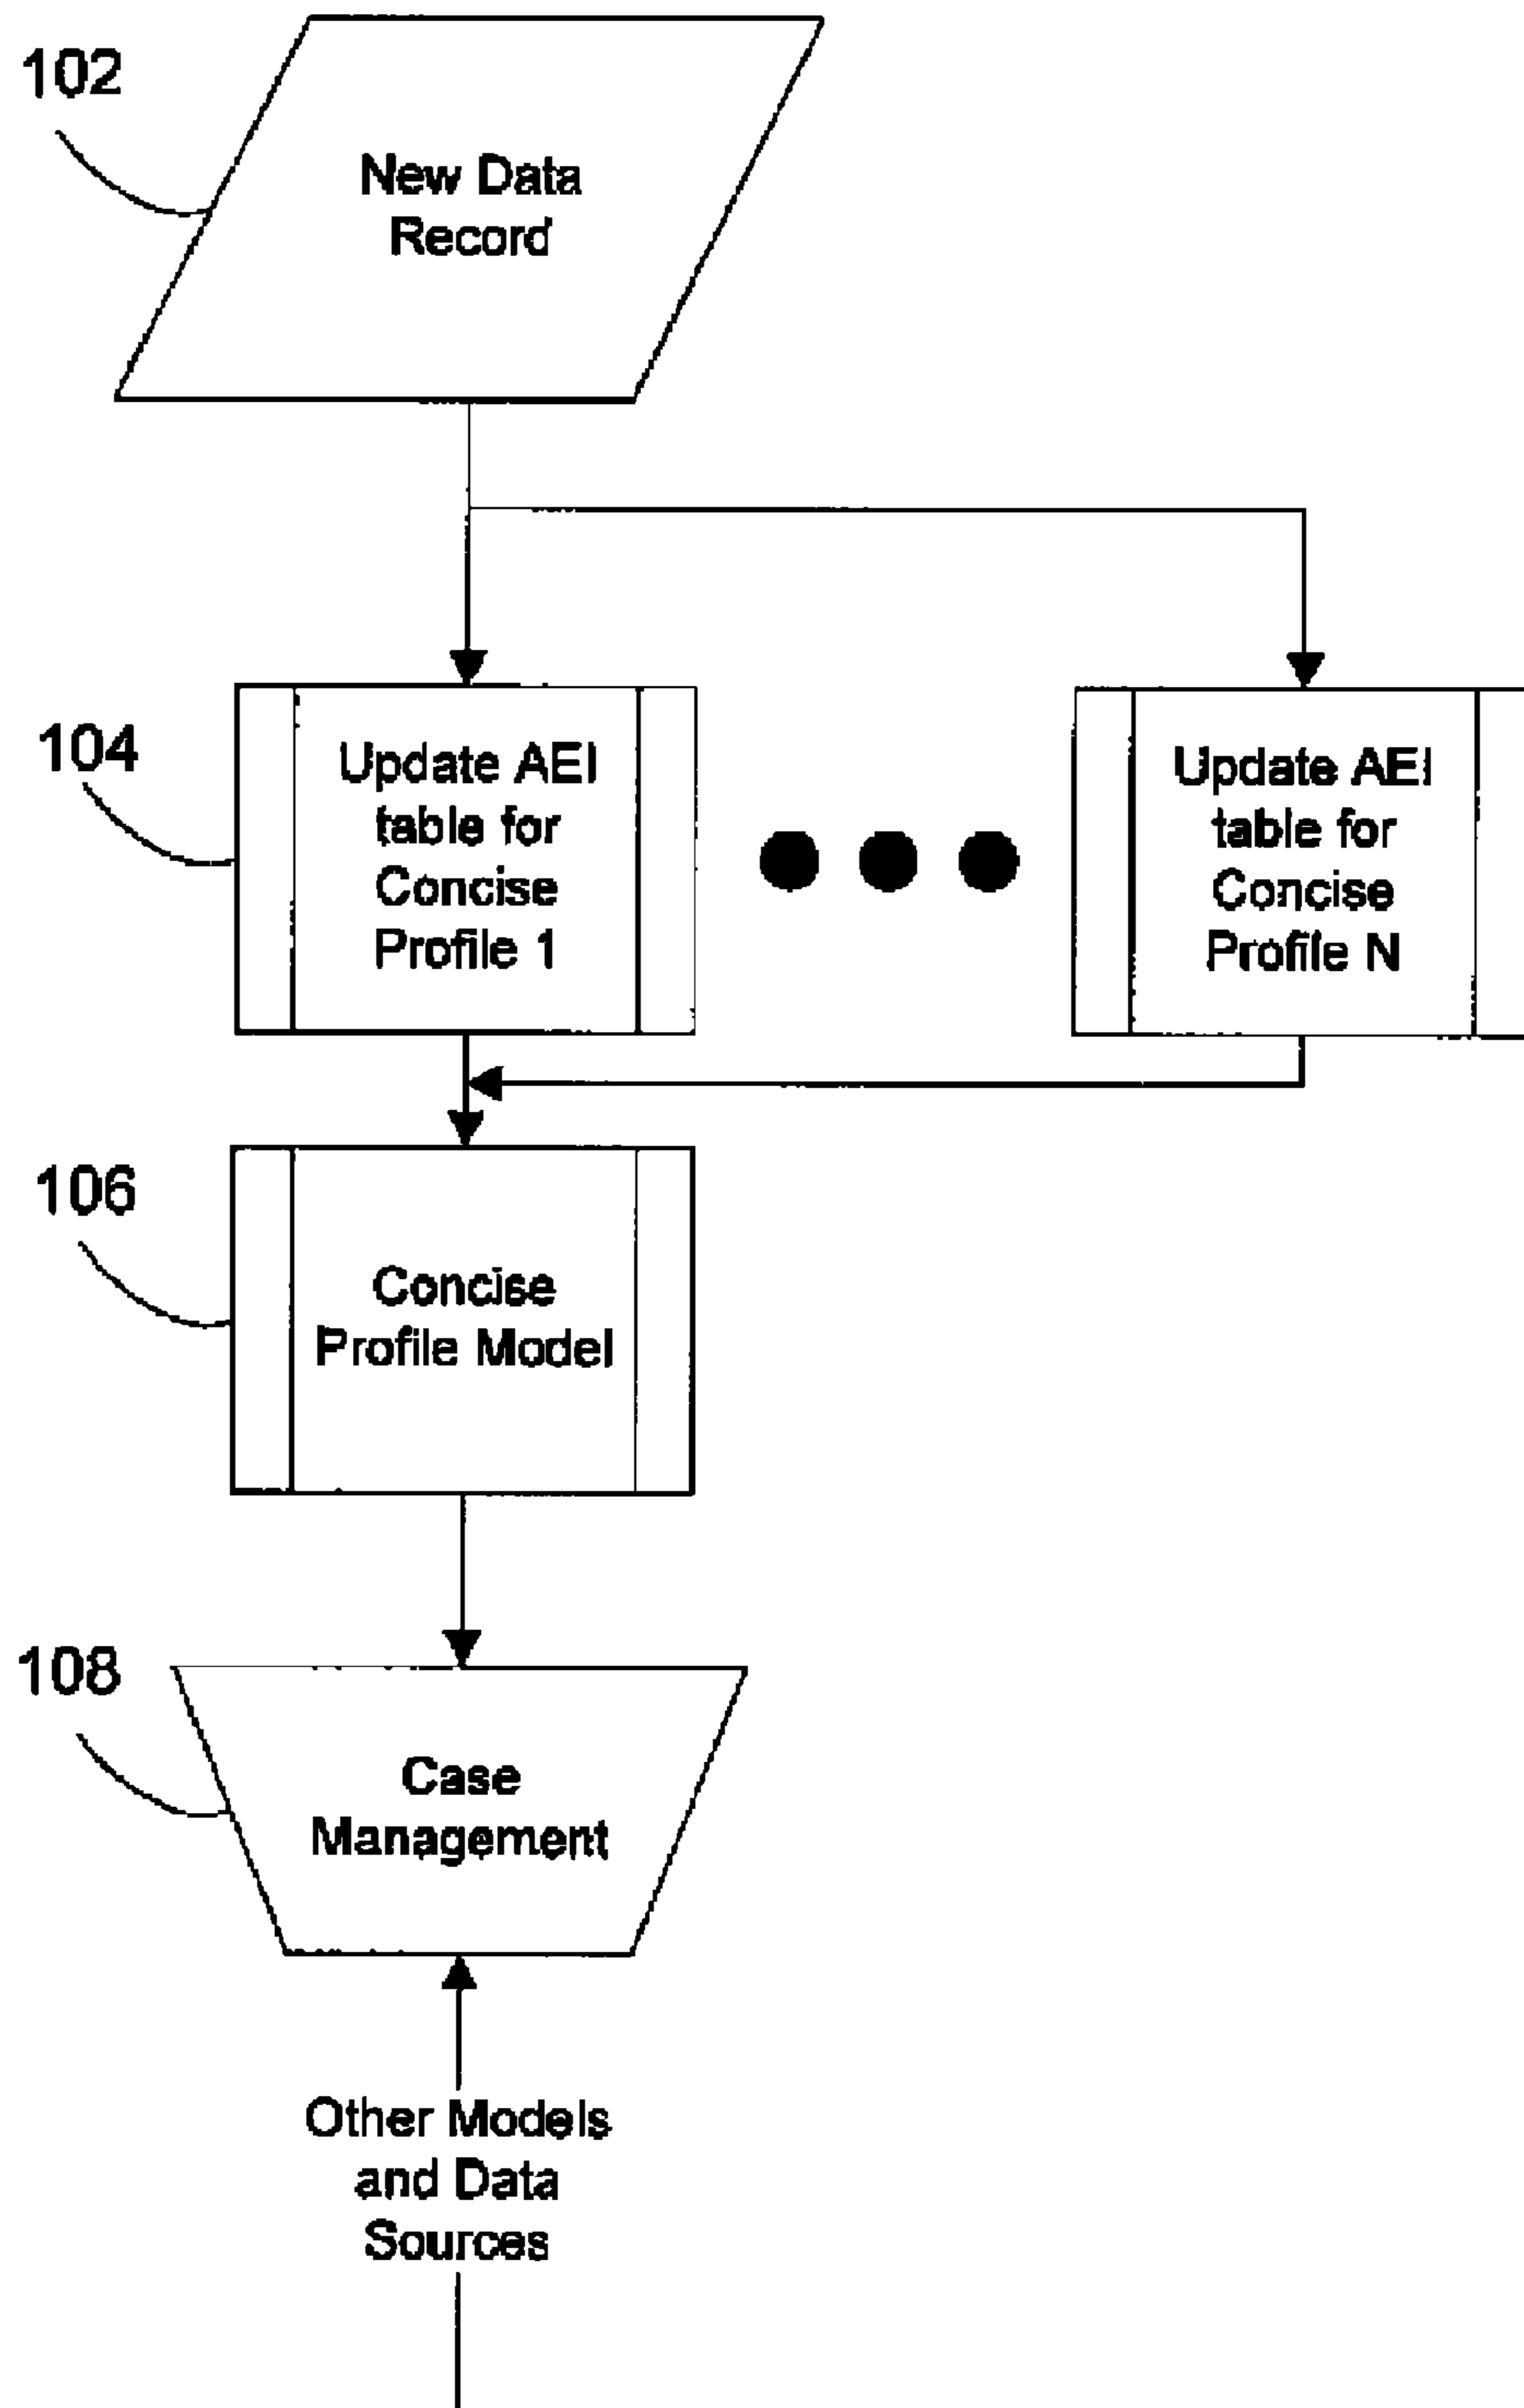 102
New Data
Record
104
Update AEI
table for
Concise
Profile 1
Update AEI
table for
Concise
Profile N
106
Concise
Profile Model
108
Case
Management
Other Models
and Data
Sources